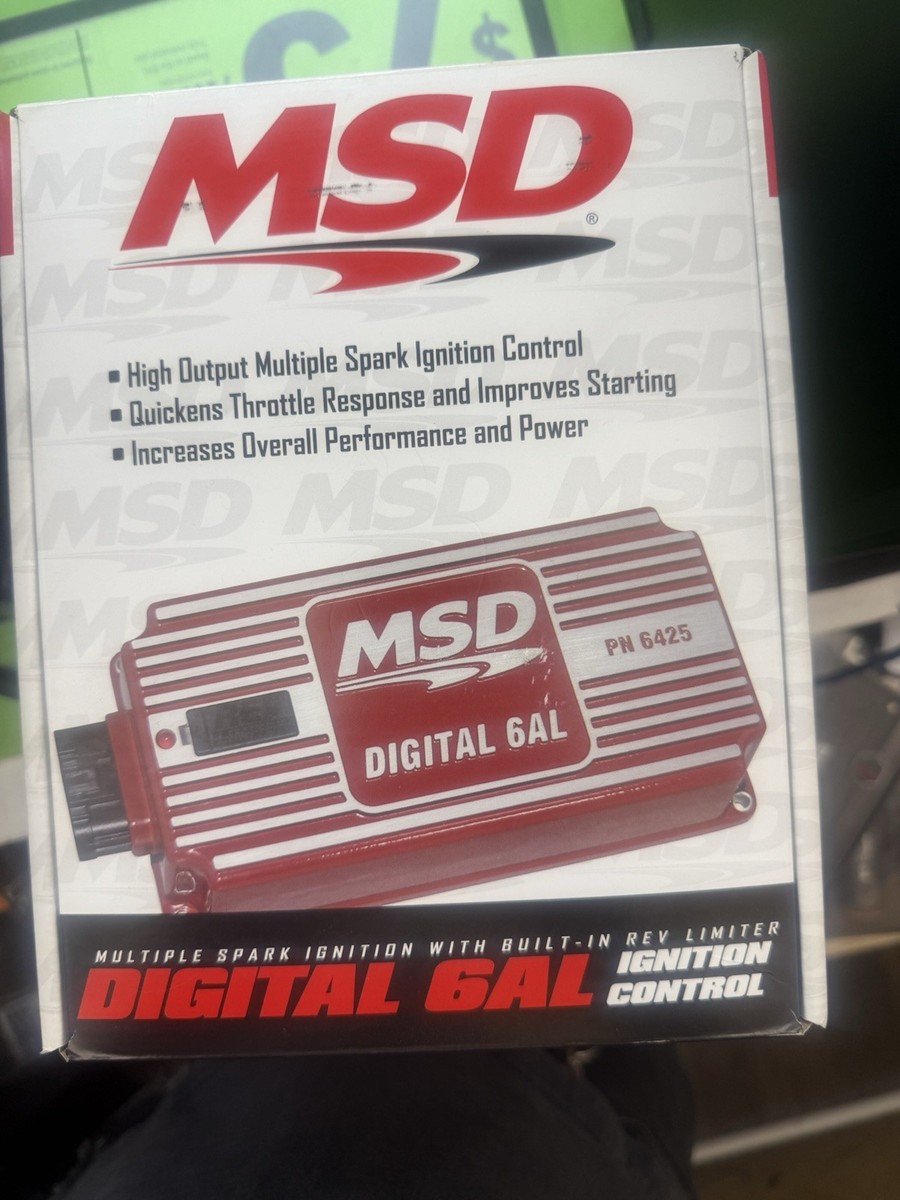 MSD
®
▪ High Output Multiple Spark Ignition Control
▪ Quickens Throttle Response and Improves Starting
▪ Increases Overall Performance and Power
MSD
PN 6425
DIGITAL 6AL
MULTIPLE SPARK IGNITION WITH BUILT-IN REV LIMITER
DIGITAL 6AL IGNITION
CONTROL